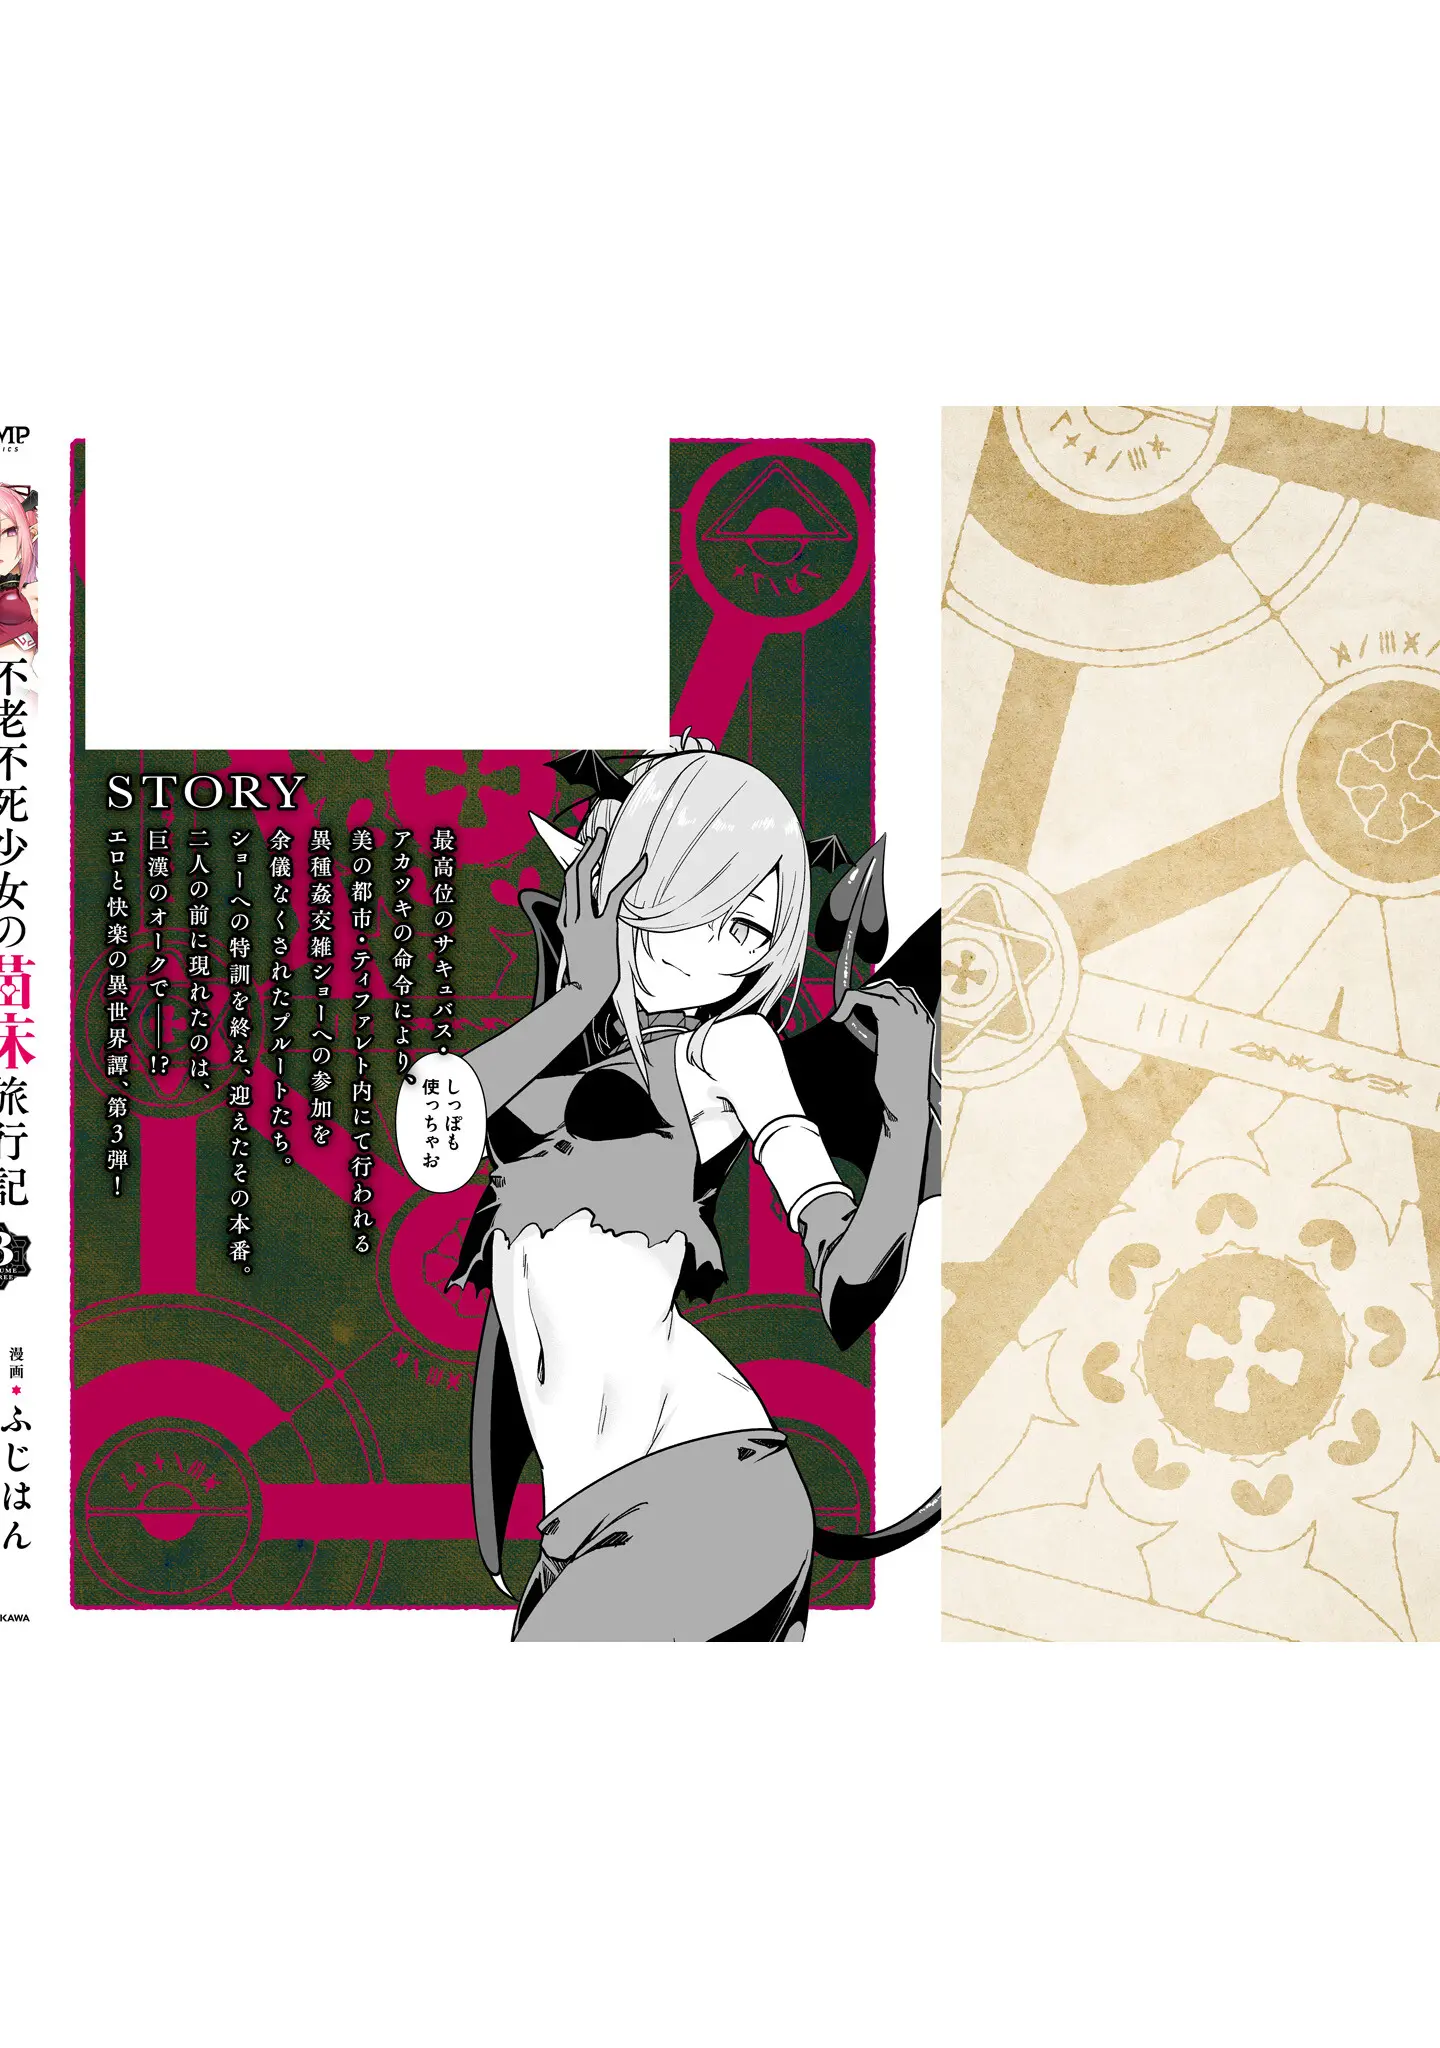 STORY
最高位のサキュバス・
アカツキの命令により、
美の都市・ティファレト内にて行われる
異種姦交雑ショーへの参加を
余儀なくされたプルートたち。
ショーへの特訓を終え、迎えたその本番。
二人の前に現れたのは、
巨漢のオークで――!?
エロと快楽の異世界譚、第3弾！
しっぽも
使っちゃお
不老不死少女の苗床旅行記
3
漫画
ふじはん